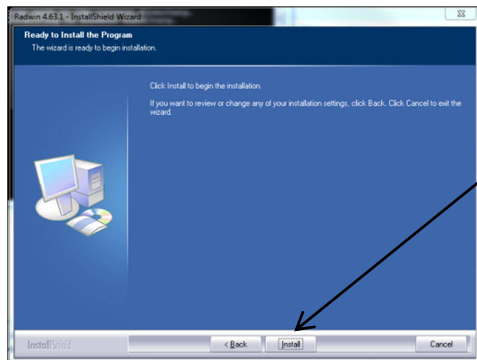 Radwin 4.63.1 - InstallShield Wizard
Ready to Install the Program
The wizard is ready to begin installation.
Click Install to begin the installation.
If you want to review or change any of your installation settings, click Back. Click Cancel to exit the
wizard.
InstallShield
< Back
Install
Cancel